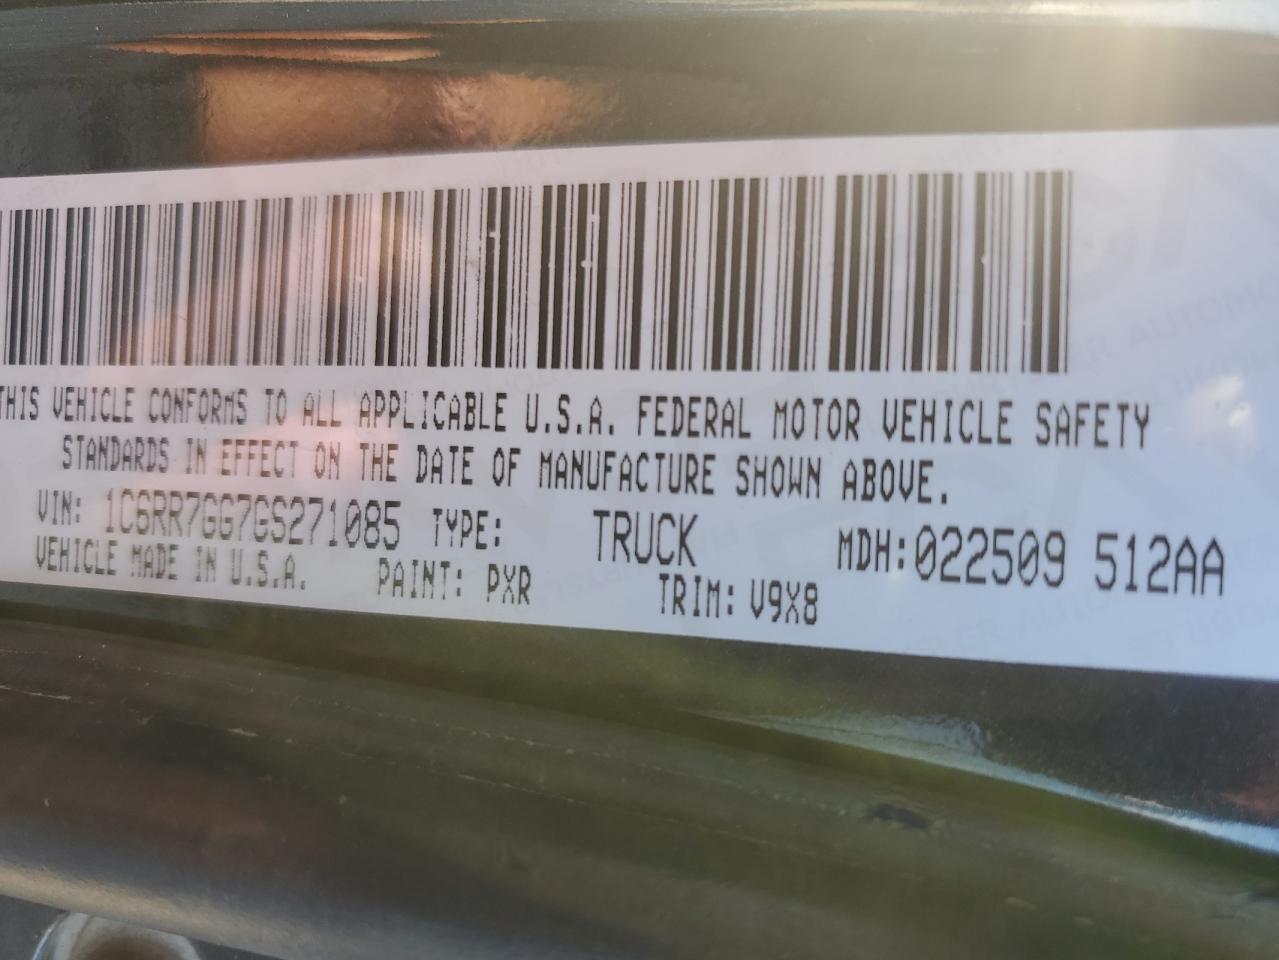 THIS VEHICLE CONFORMS TO ALL APPLICABLE U.S.A. FEDERAL MOTOR VEHICLE SAFETY
STANDARDS IN EFFECT ON THE DATE OF MANUFACTURE SHOWN ABOVE.
VIN: 1C6RR7GG7GS271085 TYPE: TRUCK MDH:022509 512AA
VEHICLE MADE IN U.S.A. PAINT: PXR TRIM: V9X8